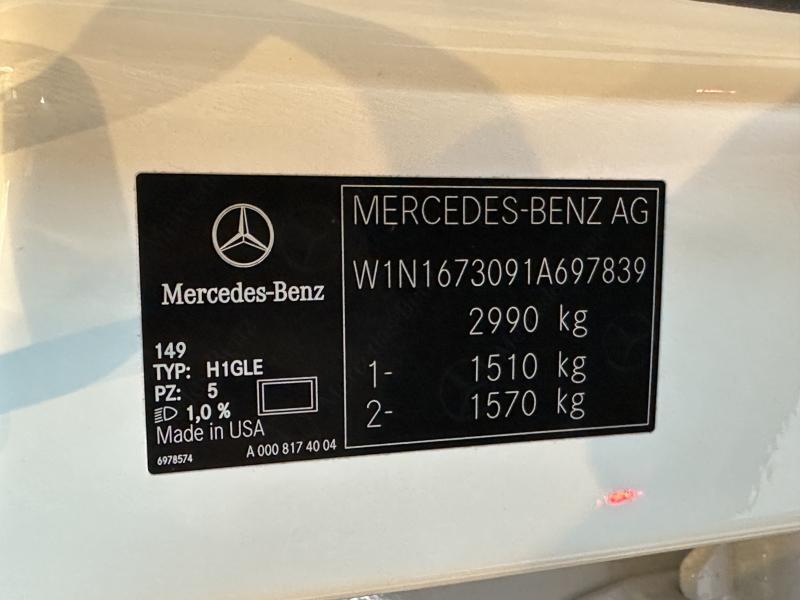 Mercedes-Benz
149
TYP: H1GLE
PZ: 5
1,0 %
Made in USA
6978574
A 000 817 40 04
MERCEDES-BENZ AG
W1N1673091A697839
2990 kg
1- 1510 kg
2- 1570 kg